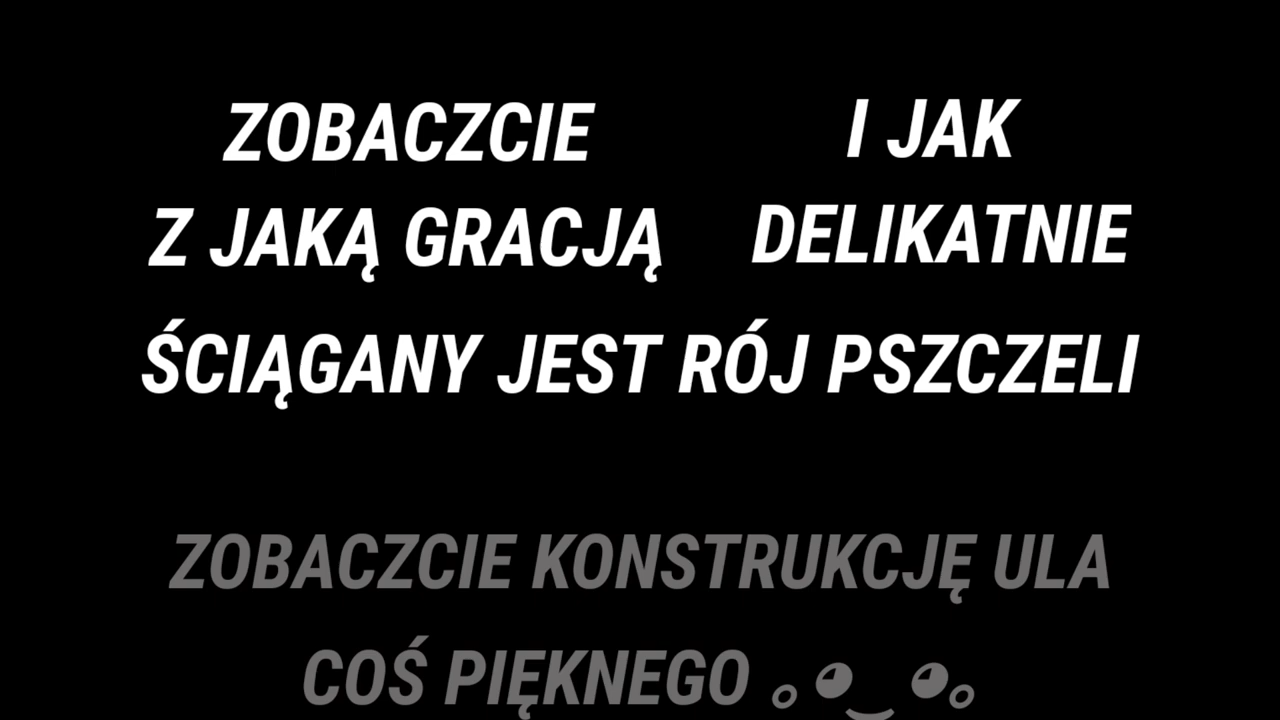 ZOBACZCIE
Z JAKĄ GRACJĄ
I JAK
DELIKATNIE
ŚCIĄGANY JEST RÓJ PSZCZELI
ZOBACZCIE KONSTRUKCJĘ ULA
COŚ PIĘKNEGO 。◕‿◕。